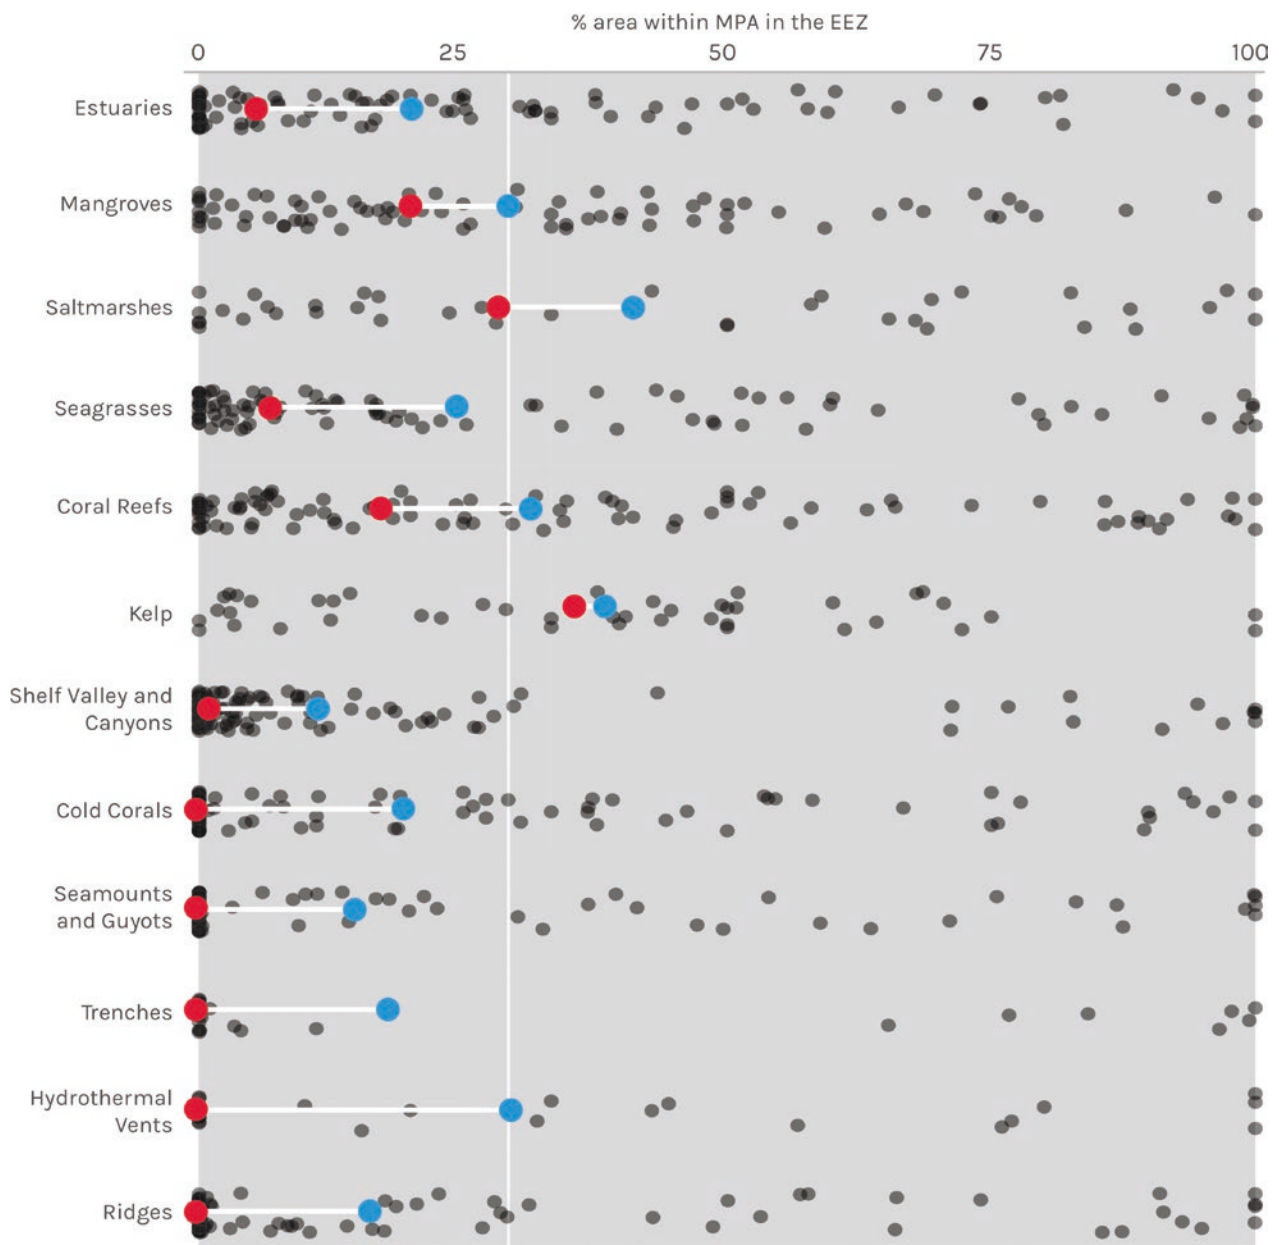 % area within MPA in the EEZ
0 25 50 75 100
Estuaries
Mangroves
Saltmarshes
Seagrasses
Coral Reefs
Kelp
Shelf Valley and
Canyons
Cold Corals
Seamounts
and Guyots
Trenches
Hydrothermal
Vents
Ridges